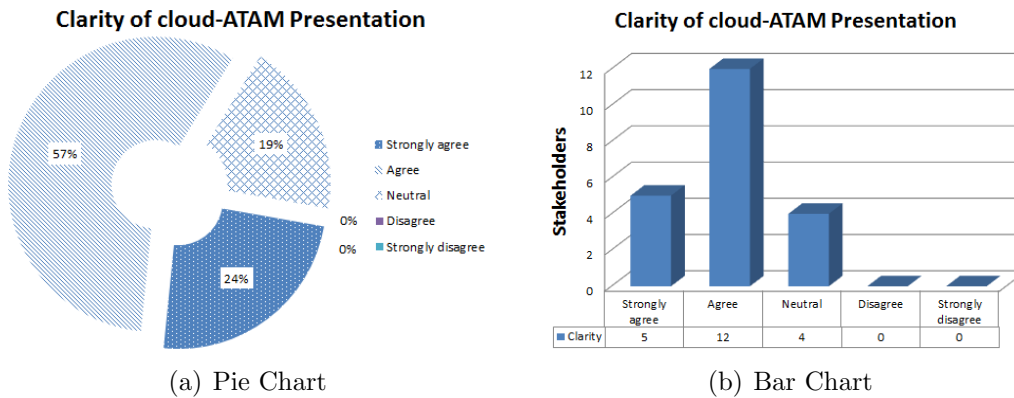 Clarity of cloud-ATAM Presentation
57%
19%
0%
0%
24%
Strongly agree
Agree
Neutral
Disagree
Strongly disagree
(a) Pie Chart
Clarity of cloud-ATAM Presentation
Stakeholders
12
10
8
6
4
2
0
Strongly agree
Agree
Neutral
Disagree
Strongly disagree
Clarity
5
12
4
0
0
(b) Bar Chart